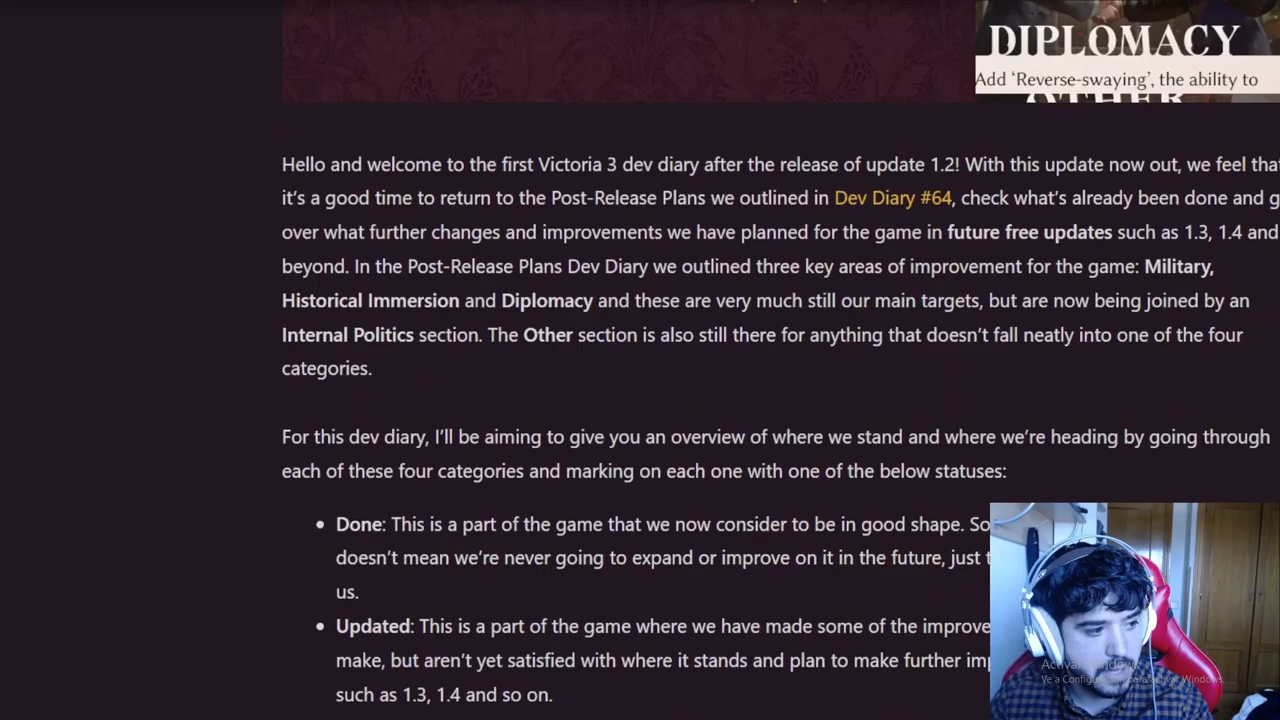 DIPLOMACY
Add ‘Reverse-swaying’, the ability to
OTHER
Hello and welcome to the first Victoria 3 dev diary after the release of update 1.2! With this update now out, we feel that
it’s a good time to return to the Post-Release Plans we outlined in Dev Diary #64, check what’s already been done and g
over what further changes and improvements we have planned for the game in future free updates such as 1.3, 1.4 and
beyond. In the Post-Release Plans Dev Diary we outlined three key areas of improvement for the game: Military,
Historical Immersion and Diplomacy and these are very much still our main targets, but are now being joined by an
Internal Politics section. The Other section is also still there for anything that doesn’t fall neatly into one of the four
categories.
For this dev diary, I’ll be aiming to give you an overview of where we stand and where we’re heading by going through
each of these four categories and marking on each one with one of the below statuses:
• Done: This is a part of the game that we now consider to be in good shape. So
doesn’t mean we’re never going to expand or improve on it in the future, just t
us.
• Updated: This is a part of the game where we have made some of the improve
make, but aren’t yet satisfied with where it stands and plan to make further imp
such as 1.3, 1.4 and so on.
Activar Windows
Ve a Configuración para activar Windows.